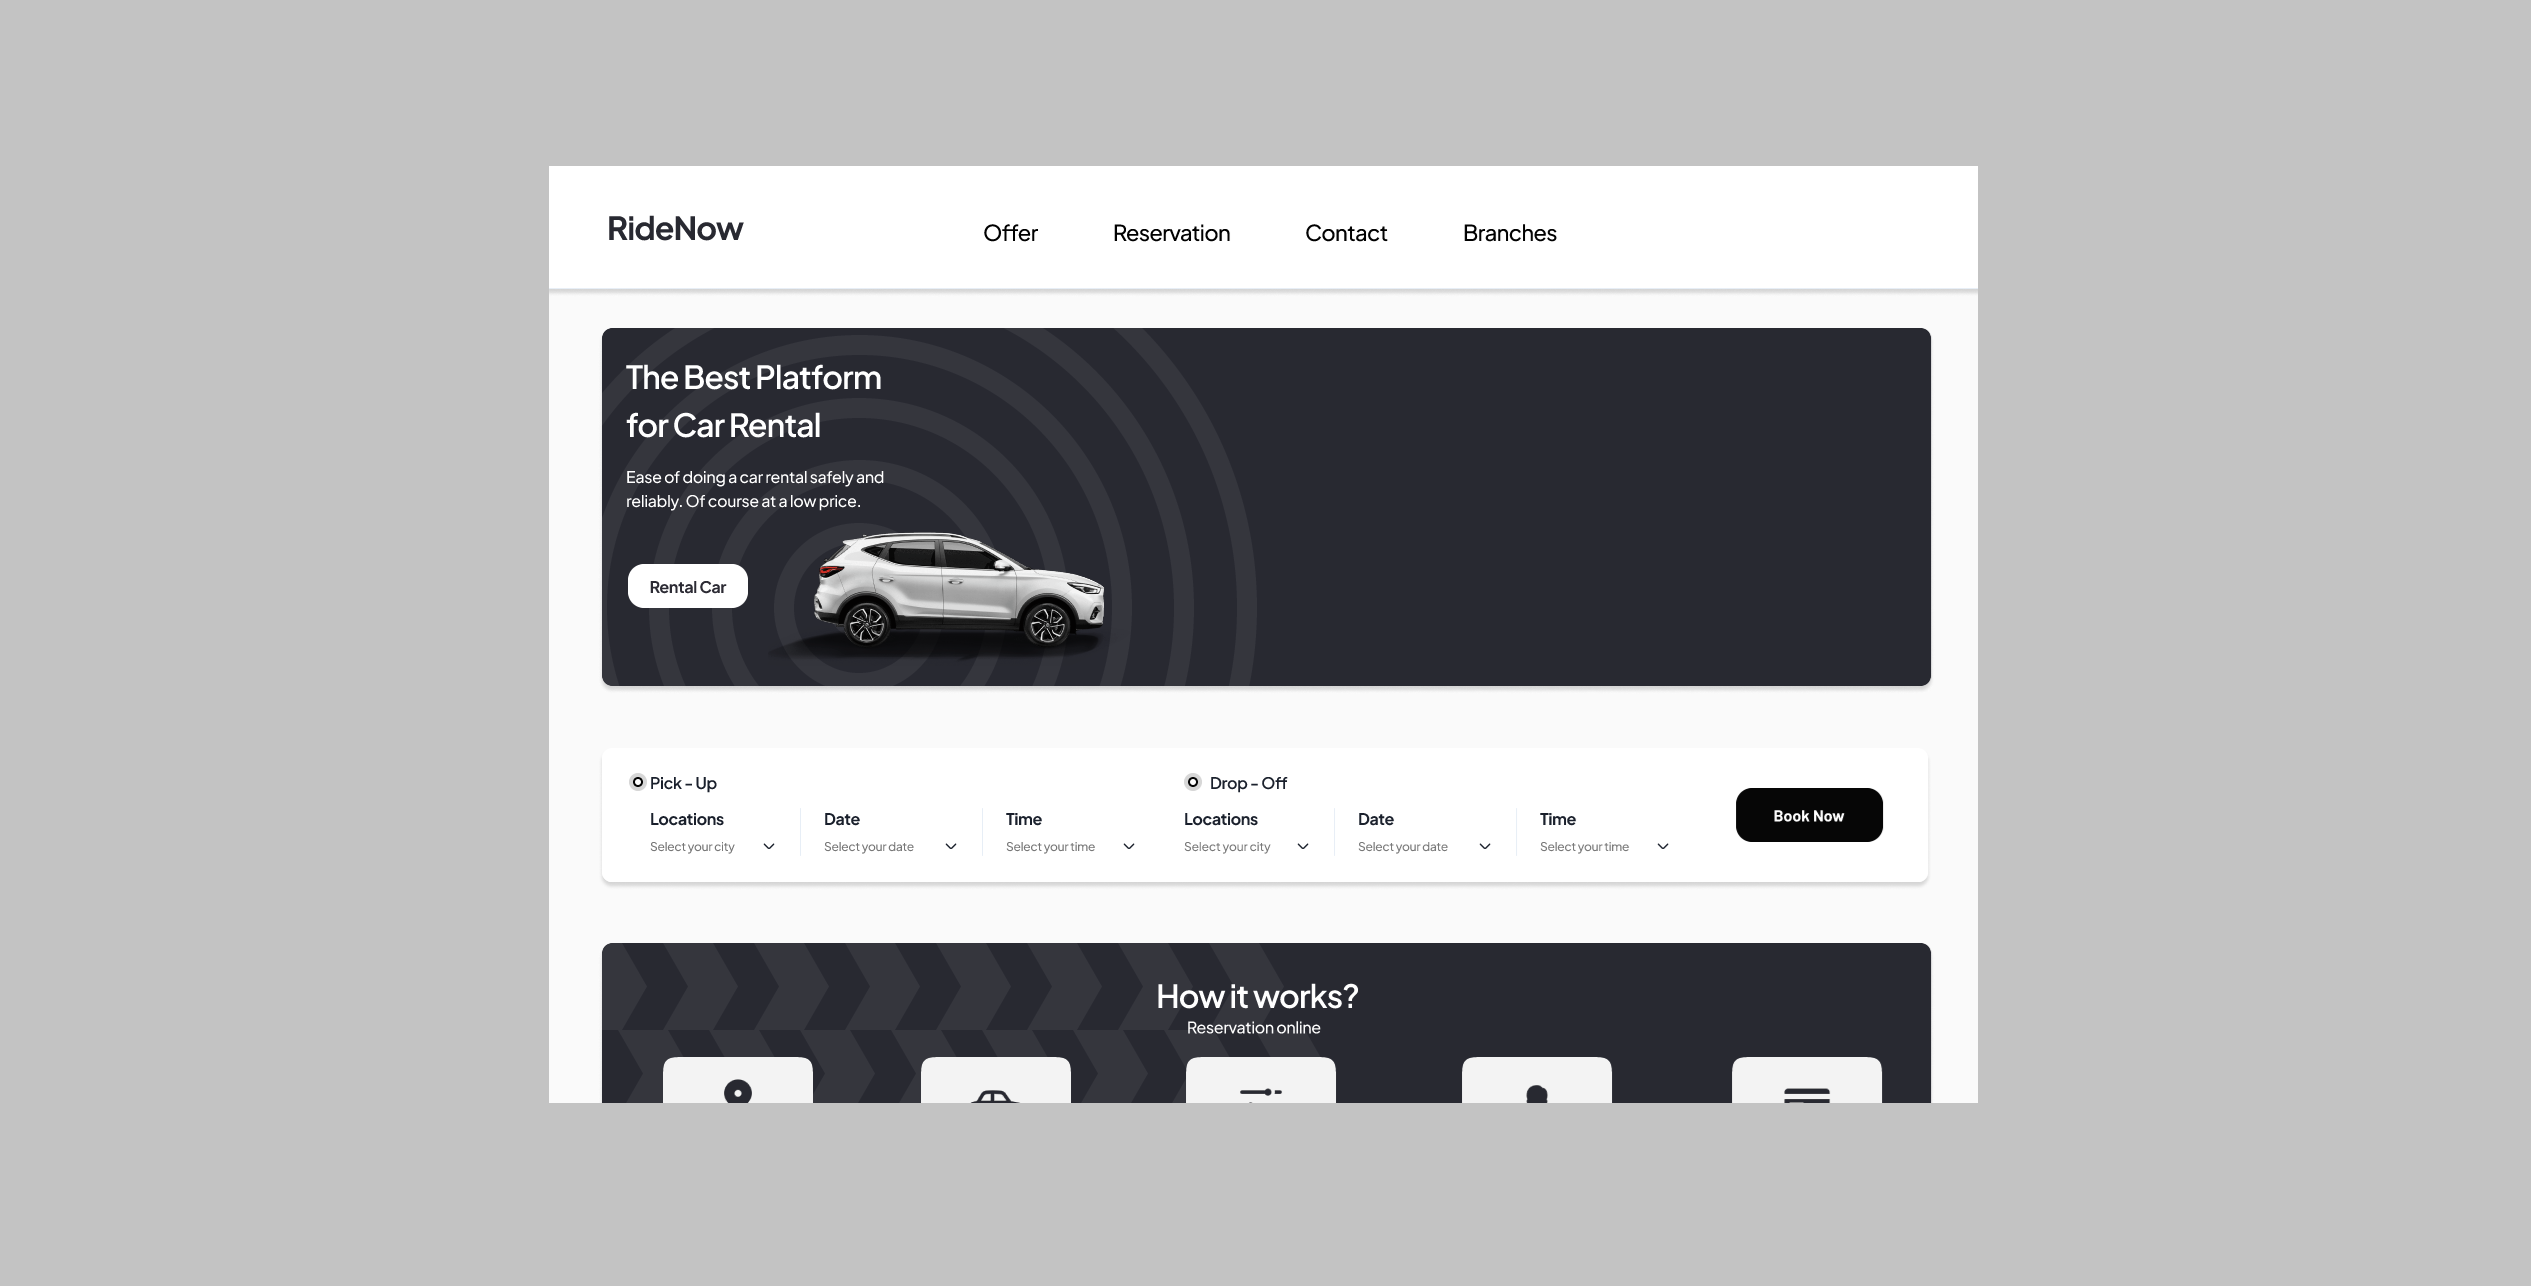 RideNow
Offer
Reservation
Contact
Branches
The Best Platform
for Car Rental
Ease of doing a car rental safely and
reliably. Of course at a low price.
Rental Car
Pick - Up
Locations
Select your city
Date
Select your date
Time
Select your time
Drop - Off
Locations
Select your city
Date
Select your date
Time
Select your time
Book Now
How it works?
Reservation online